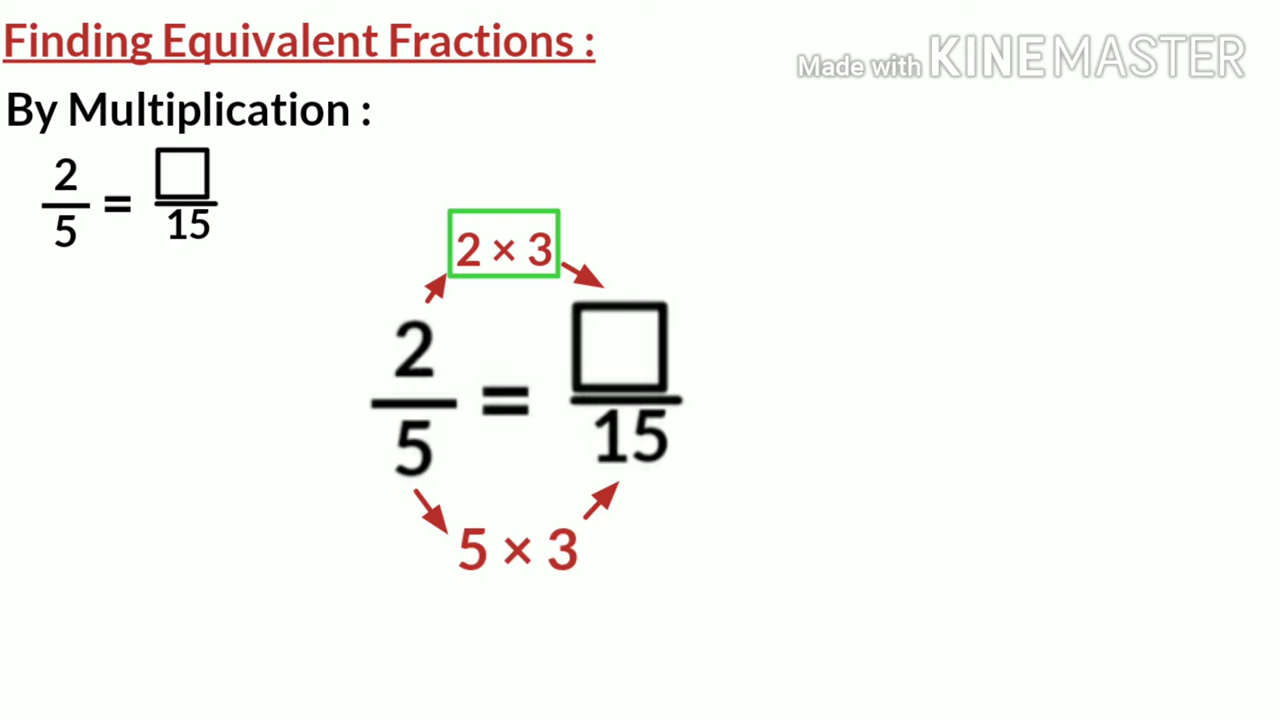 Finding Equivalent Fractions :
Made with KINEMASTER
By Multiplication :
2/5 = □/15
2 × 3
2/5 = □/15
5 × 3